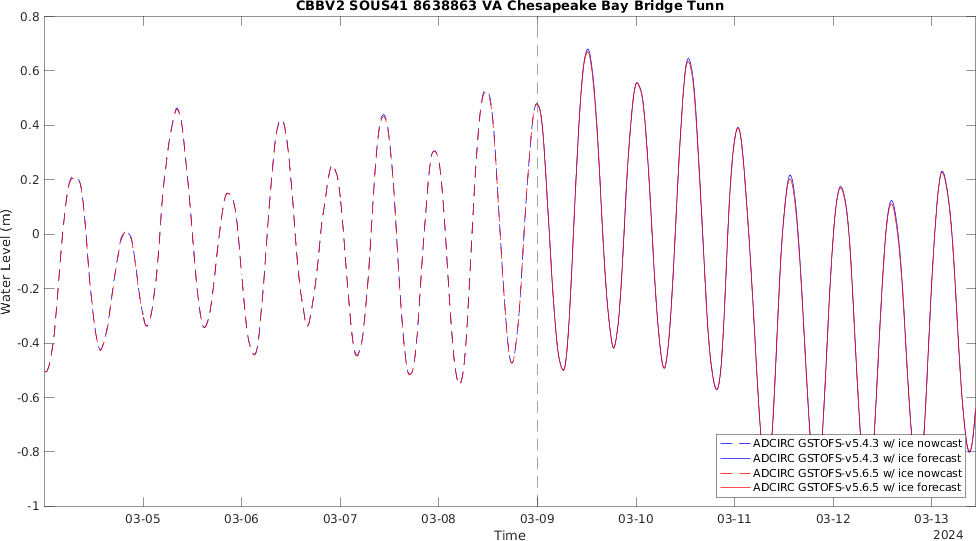 CBBV2 SOUS41 8638863 VA Chesapeake Bay Bridge Tunn
0.8
0.6
0.4
0.2
0
-0.2
-0.4
-0.6
-0.8
-1
Water Level (m)
ADCIRC GSTOFS-v5.4.3 w/ ice nowcast
ADCIRC GSTOFS-v5.4.3 w/ ice forecast
ADCIRC GSTOFS-v5.6.5 w/ ice nowcast
ADCIRC GSTOFS-v5.6.5 w/ ice forecast
03-05 03-06 03-07 03-08 03-09 03-10 03-11 03-12 03-13
Time
2024